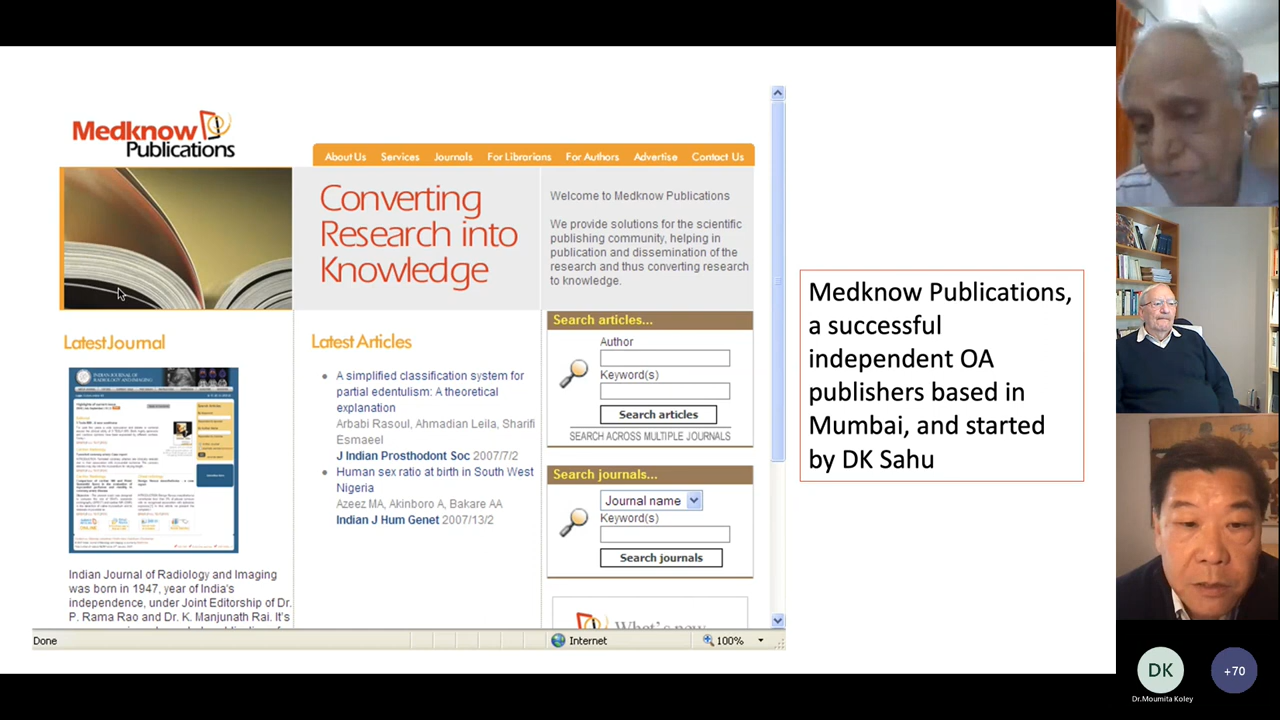 Medknow
Publications
About Us Services Journals For Librarians For Authors Advertise Contact Us
Converting
Research into
Knowledge
Welcome to Medknow Publications
We provide solutions for the scientific
publishing community, helping in
publication and dissemination of the
research and thus converting research
to knowledge.
Latest Journal
INDIAN JOURNAL OF
RADIOLOGY AND IMAGING
Indian Journal of Radiology and Imaging
was born in 1947, year of India's
independence, under Joint Editorship of Dr.
P. Rama Rao and Dr. K. Manjunath Rai. It's
Latest Articles
A simplified classification system for
partial edentulism: A theoretical
explanation
Arbabi Rasoul, Ahmadian Leila, Sharifi
Esmaeel
J Indian Prosthodont Soc 2007/7/2
Human sex ratio at birth in South West
Nigeria
Azeez MA, Akinboro A, Bakare AA
Indian J Hum Genet 2007/13/2
Search articles...
Author
Keyword(s)
Search articles
SEARCH ACROSS MULTIPLE JOURNALS
Search journals...
Journal name
Keyword(s)
Search journals
What's new
Done
Internet
100%
Medknow Publications,
a successful
independent OA
publishers based in
Mumbai, and started
by DK Sahu
DK
Dr.Moumita Koley
+70